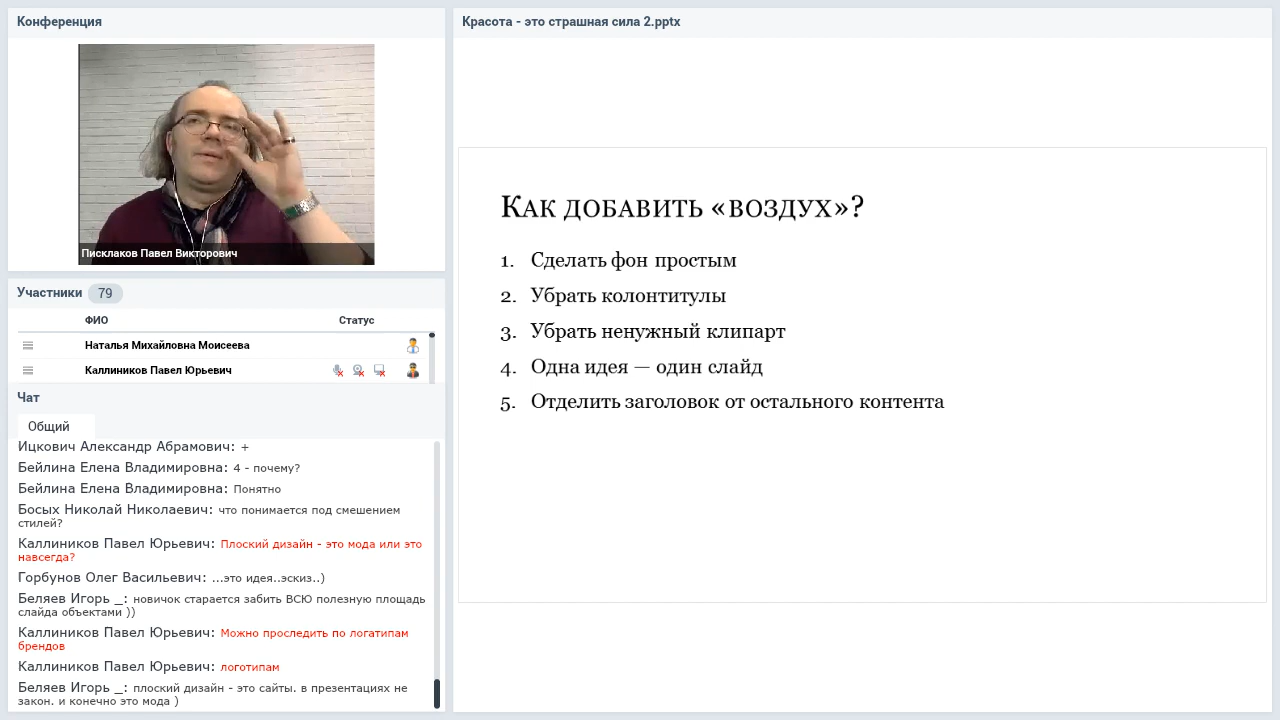 Конференция
Писклаков Павел Викторович
Участники 79
ФИО Статус
Наталья Михайловна Моисеева
Каллиников Павел Юрьевич
Чат
Общий
Ицкович Александр Абрамович: +
Бейлина Елена Владимировна: 4 - почему?
Бейлина Елена Владимировна: Понятно
Босых Николай Николаевич: что понимается под смешением
стилей?
Каллиников Павел Юрьевич: Плоский дизайн - это мода или это
навсегда?
Горбунов Олег Васильевич: ...это идея..эскиз..)
Беляев Игорь _: новичок старается забить ВСЮ полезную площадь
слайда объектами ))
Каллиников Павел Юрьевич: Можно проследить по логатипам
брендов
Каллиников Павел Юрьевич: логотипам
Беляев Игорь _: плоский дизайн - это сайты. в презентациях не
закон. и конечно это мода )
Красота - это страшная сила 2.pptx
Как добавить «воздух»?
1. Сделать фон простым
2. Убрать колонтитулы
3. Убрать ненужный клипарт
4. Одна идея — один слайд
5. Отделить заголовок от остального контента